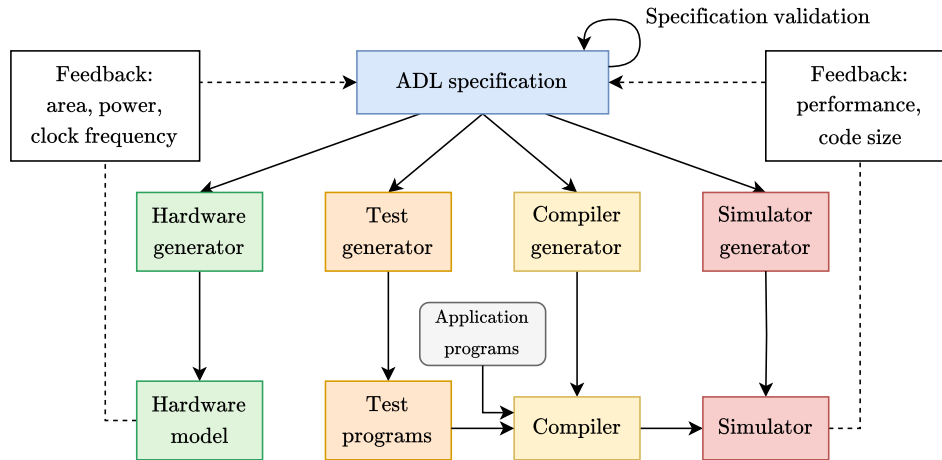 Specification validation
Feedback:
area, power,
clock frequency
ADL specification
Feedback:
performance,
code size
Hardware
generator
Test
generator
Compiler
generator
Simulator
generator
Application
programs
Hardware
model
Test
programs
Compiler
Simulator